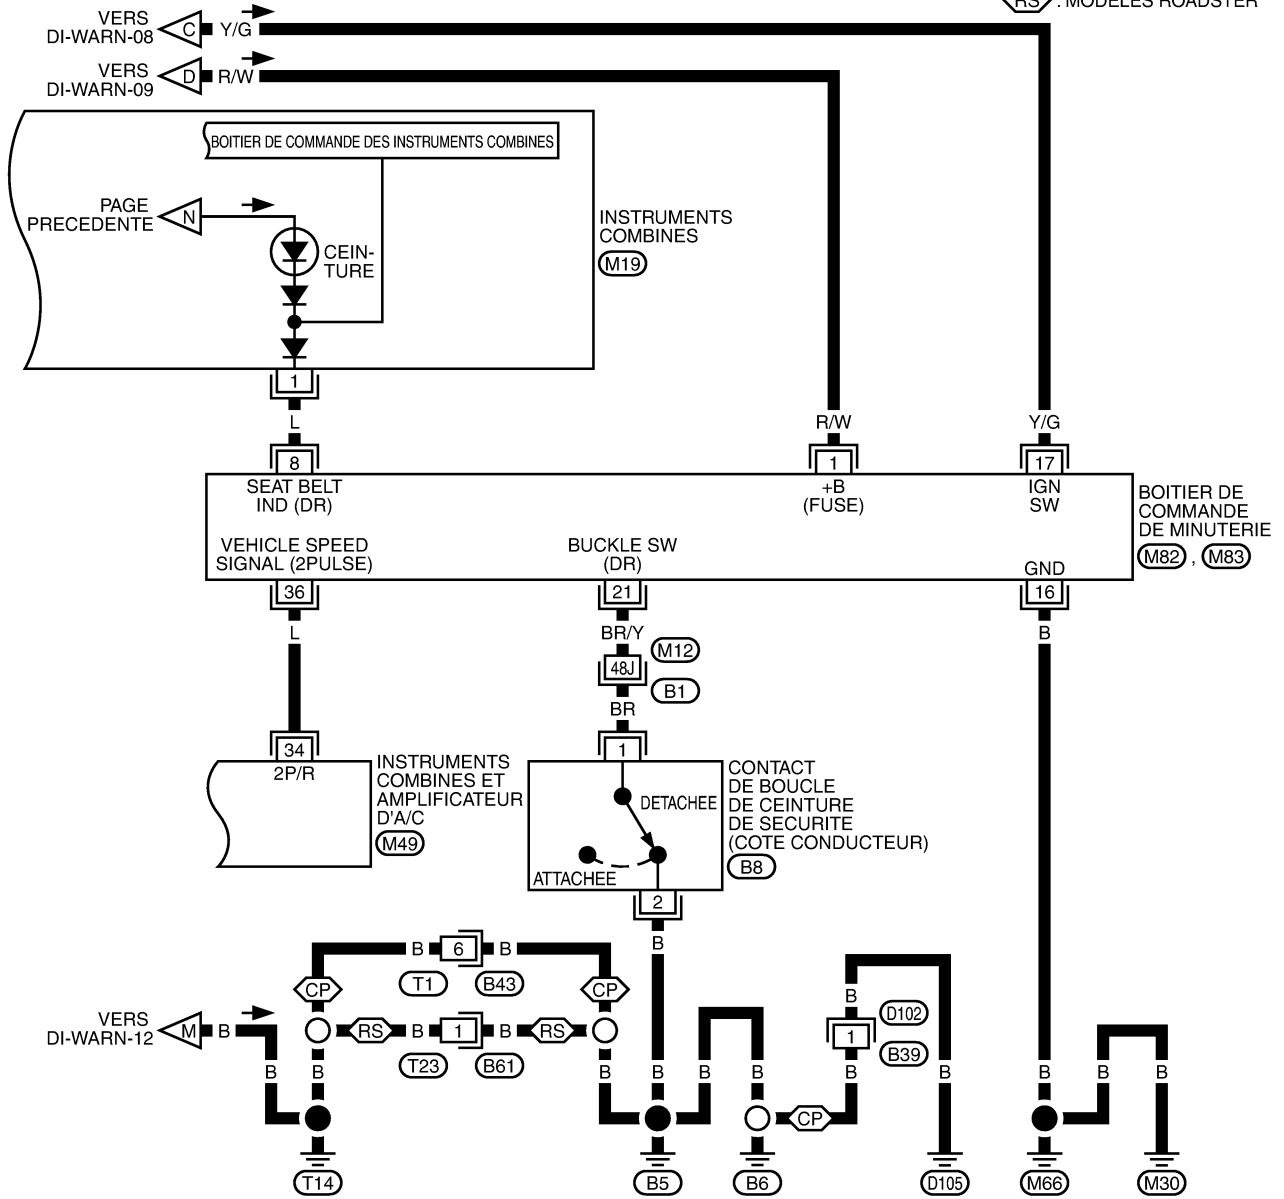 RS : MODELES ROADSTER
VERS
DI-WARN-08
C
Y/G
VERS
DI-WARN-09
D
R/W
BOITIER DE COMMANDE DES INSTRUMENTS COMBINES
PAGE
PRECEDENTE
N
CEIN-
TURE
INSTRUMENTS
COMBINES
M19
1
L
R/W
Y/G
8
1
17
SEAT BELT
IND (DR)
+B
(FUSE)
IGN
SW
BOITIER DE
COMMANDE
DE MINUTERIE
M82 , M83
VEHICLE SPEED
SIGNAL (2PULSE)
BUCKLE SW
(DR)
GND
36
21
16
L
BR/Y
B
M12
48J
B1
BR
34
1
2P/R
INSTRUMENTS
COMBINES ET
AMPLIFICATEUR
D'A/C
M49
DETACHEE
ATTACHEE
CONTACT
DE BOUCLE
DE CEINTURE
DE SECURITE
(COTE CONDUCTEUR)
B8
2
B
B 6 B
T1 B43
CP CP
B
D102
1
B39
VERS
DI-WARN-12
M
B
RS B 1 B RS
T23 B61
B B B B B B B B B B B
CP
T14 B5 B6 D105 M66 M30